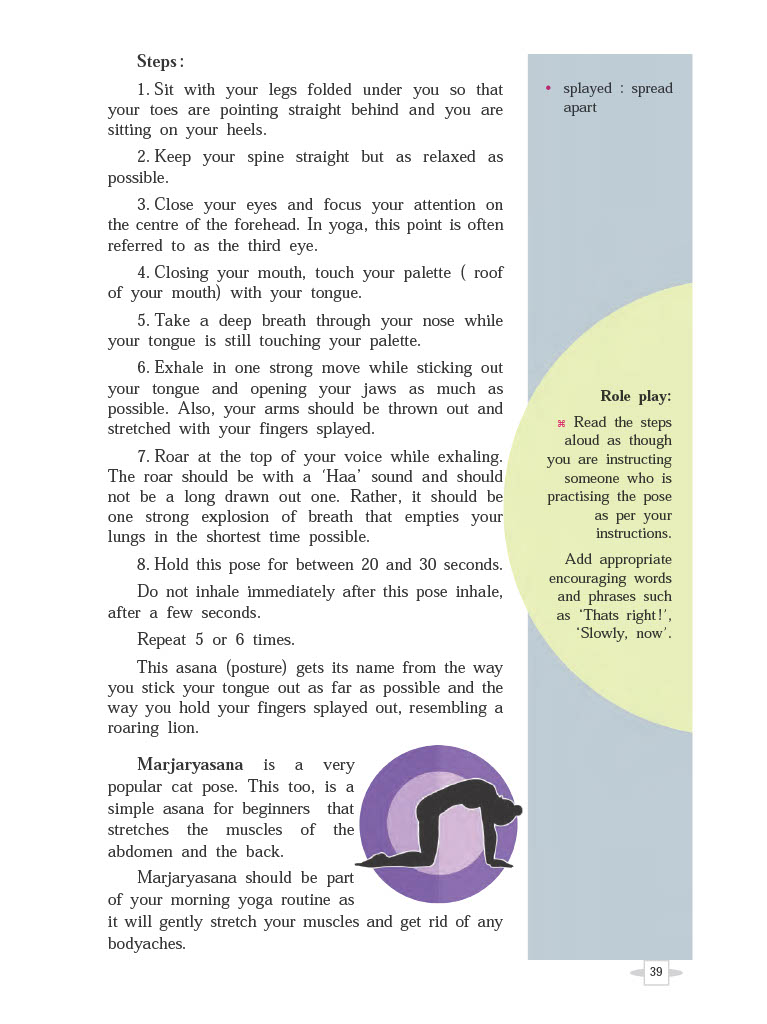 Steps :
1. Sit with your legs folded under you so that
your toes are pointing straight behind and you are
sitting on your heels.
2. Keep your spine straight but as relaxed as
possible.
3. Close your eyes and focus your attention on
the centre of the forehead. In yoga, this point is often
referred to as the third eye.
4. Closing your mouth, touch your palette ( roof
of your mouth) with your tongue.
5. Take a deep breath through your nose while
your tongue is still touching your palette.
6. Exhale in one strong move while sticking out
your tongue and opening your jaws as much as
possible. Also, your arms should be thrown out and
stretched with your fingers splayed.
7. Roar at the top of your voice while exhaling.
The roar should be with a ‘Haa’ sound and should
not be a long drawn out one. Rather, it should be
one strong explosion of breath that empties your
lungs in the shortest time possible.
8. Hold this pose for between 20 and 30 seconds.
Do not inhale immediately after this pose inhale,
after a few seconds.
Repeat 5 or 6 times.
This asana (posture) gets its name from the way
you stick your tongue out as far as possible and the
way you hold your fingers splayed out, resembling a
roaring lion.
Marjaryasana is a very
popular cat pose. This too, is a
simple asana for beginners that
stretches the muscles of the
abdomen and the back.
Marjaryasana should be part
of your morning yoga routine as
it will gently stretch your muscles and get rid of any
bodyaches.
• splayed : spread
apart
Role play:
⌘ Read the steps
aloud as though
you are instructing
someone who is
practising the pose
as per your
instructions.
Add appropriate
encouraging words
and phrases such
as ‘Thats right!’,
‘Slowly, now’.
39